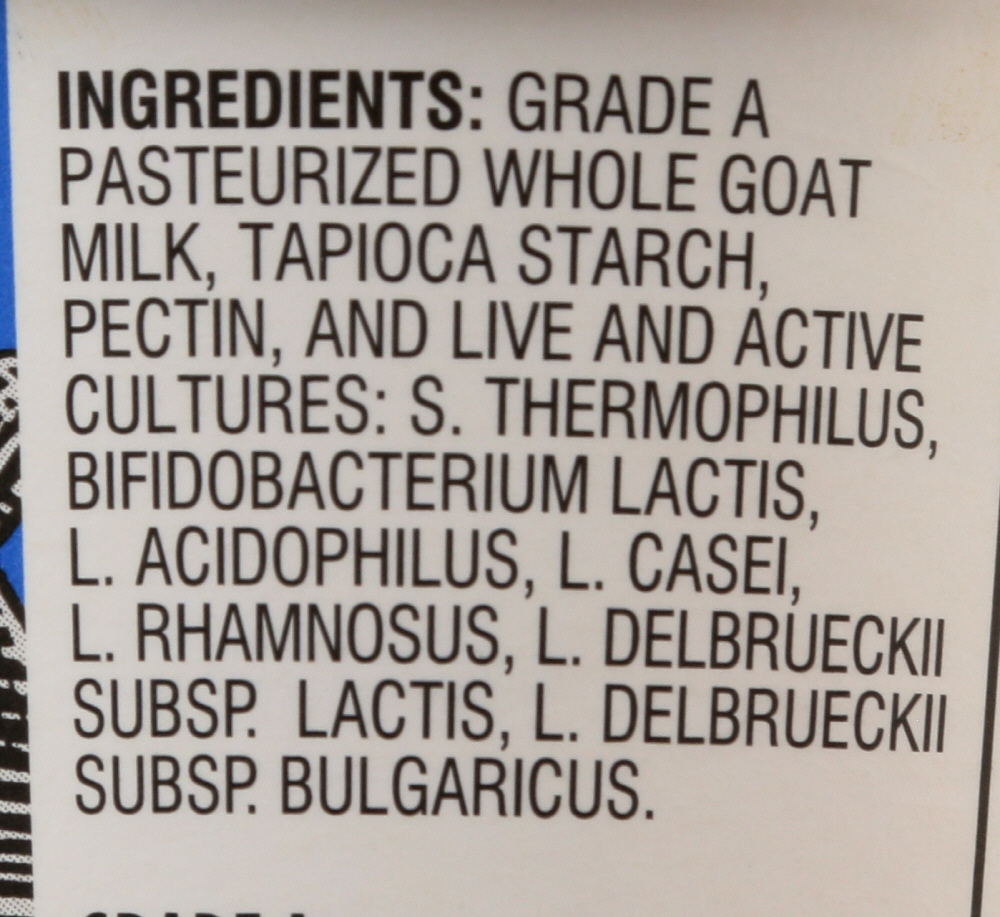 INGREDIENTS: GRADE A
PASTEURIZED WHOLE GOAT
MILK, TAPIOCA STARCH,
PECTIN, AND LIVE AND ACTIVE
CULTURES: S. THERMOPHILUS,
BIFIDOBACTERIUM LACTIS,
L. ACIDOPHILUS, L. CASEI,
L. RHAMNOSUS, L. DELBRUECKII
SUBSP. LACTIS, L. DELBRUECKII
SUBSP. BULGARICUS.
GRADE A